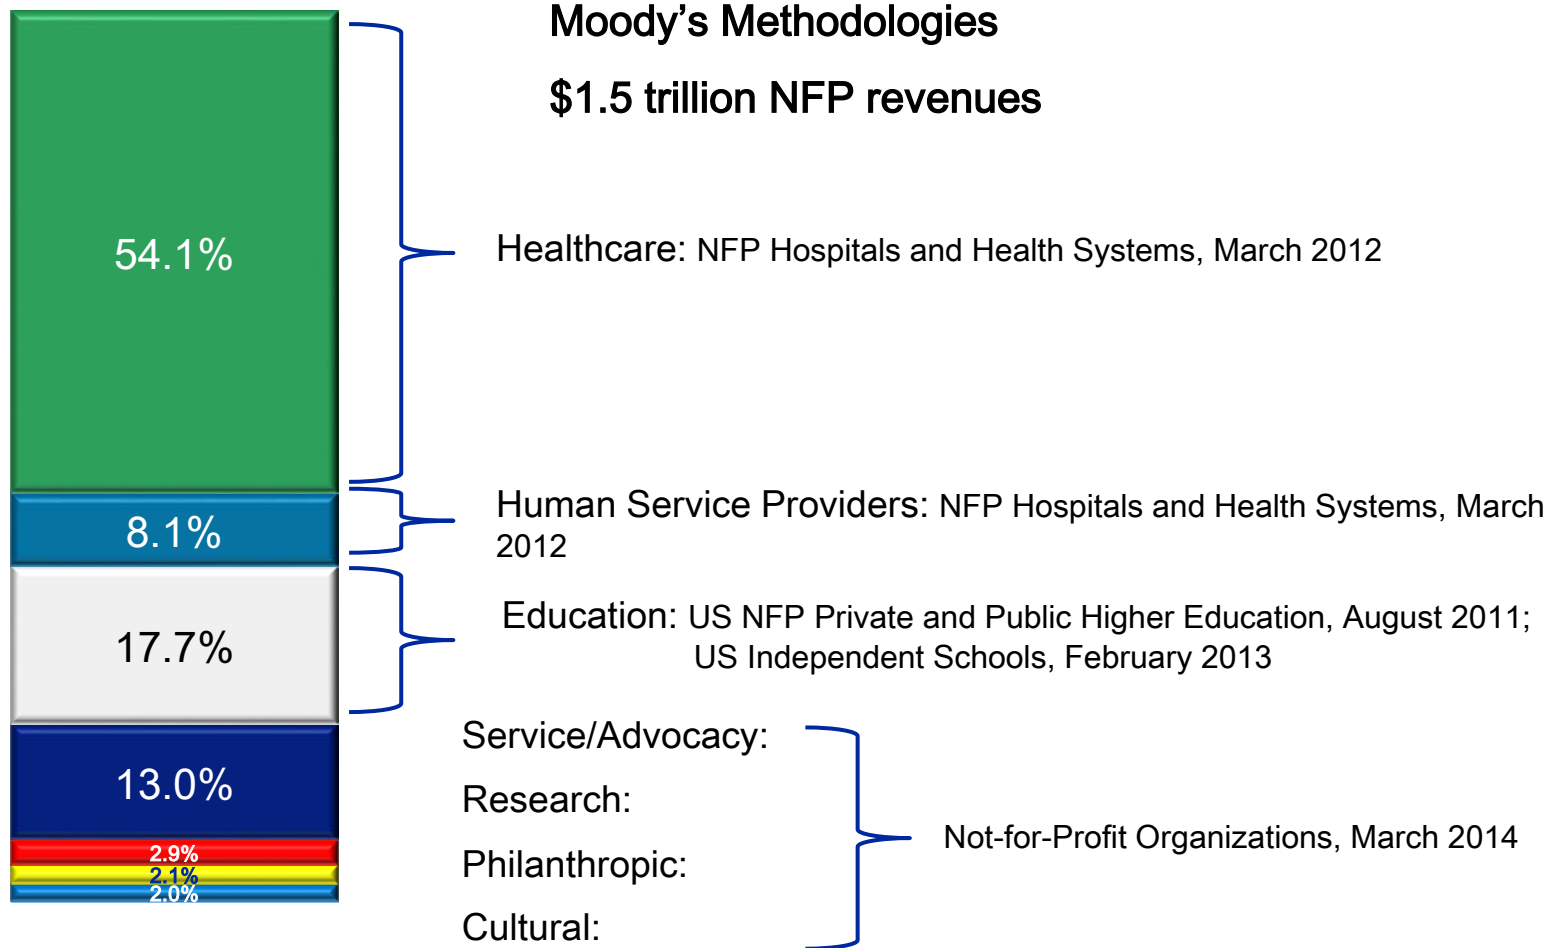 Moody’s Methodologies
$1.5 trillion NFP revenues
54.1%
Healthcare: NFP Hospitals and Health Systems, March 2012
8.1%
Human Service Providers: NFP Hospitals and Health Systems, March
2012
17.7%
Education: US NFP Private and Public Higher Education, August 2011;
US Independent Schools, February 2013
13.0%
2.9%
2.1%
2.0%
Service/Advocacy:
Research:
Philanthropic:
Cultural:
Not-for-Profit Organizations, March 2014